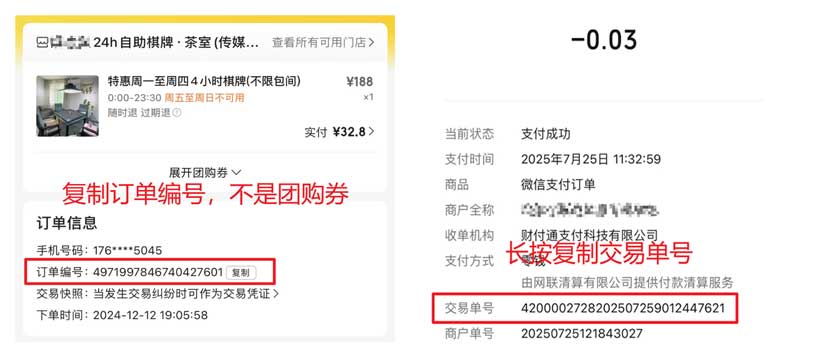 24h自助棋牌·茶室(传媒... 查看所有可用门店>
特惠周一至周四4小时棋牌(不限包间) ¥188
0:00-23:30 周五至周日不可用 ×1
随时退 过期退
实付 ¥32.8>
展开团购券
复制订单编号，不是团购券
订单信息
手机号码：176****5045
订单编号：4971997846740427601 复制
交易快照：当发生交易纠纷时可作为交易凭证>
下单时间：2024-12-12 19:05:58
-0.03
当前状态 支付成功
支付时间 2025年7月25日 11:32:59
商品 微信支付订单
商户全称
收单机构 财付通支付科技有限公司
长按复制交易单号
支付方式 零钱
由网联清算有限公司提供付款清算服务
交易单号 4200002728202507259012447621
商户单号 20250725121843027